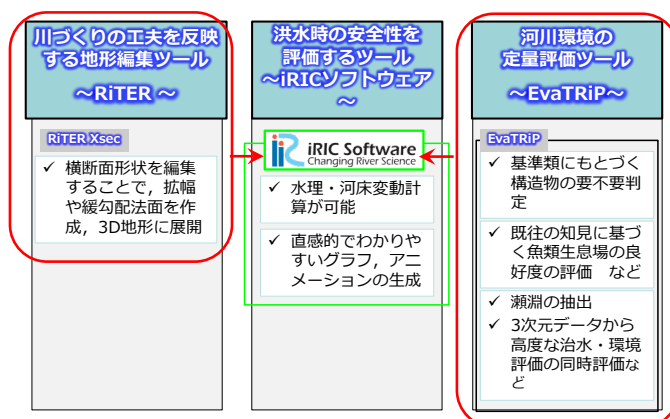 川づくりの工夫を反映
する地形編集ツール
～RiTER ～
RiTER Xsec
✓ 横断面形状を編集
することで，拡幅
や緩勾配法面を作
成，3D地形に展開
洪水時の安全性を
評価するツール
～iRICソフトウェア
～
iRIC Software
Changing River Science
✓ 水理・河床変動計
算が可能
✓ 直感的でわかりや
すいグラフ，アニ
メーションの生成
河川環境の
定量評価ツール
～EvaTRiP～
EvaTRiP
✓ 基準類にもとづく
構造物の要不要判
定
✓ 既往の知見に基づ
く魚類生息場の良
好度の評価　など
✓ 瀬淵の抽出
✓ 3次元データから
高度な治水・環境
評価の同時評価な
ど